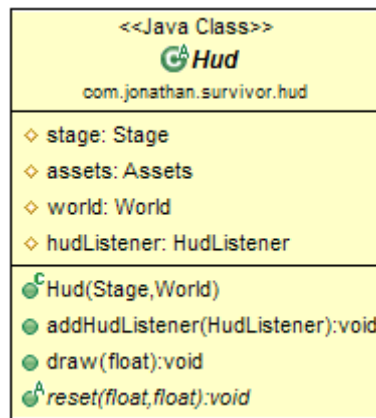 <<Java Class>>
Hud
com.jonathan.survivor.hud
stage: Stage
assets: Assets
world: World
hudListener: HudListener
Hud(Stage,World)
addHudListener(HudListener):void
draw(float):void
reset(float,float):void